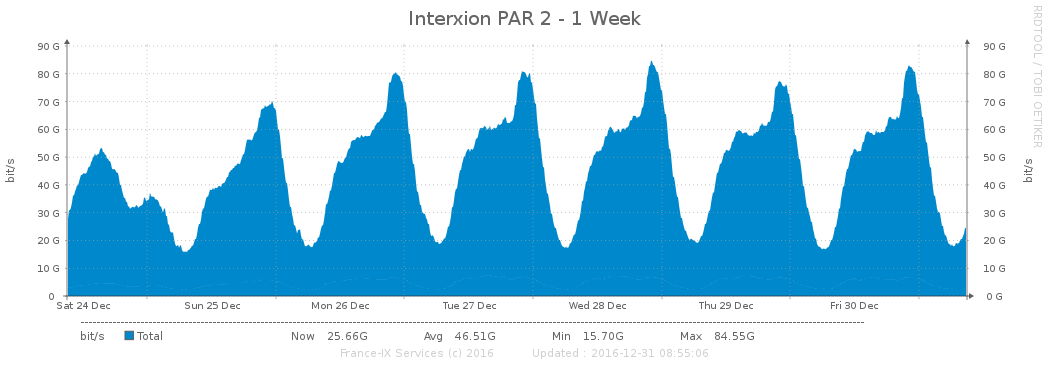 Interxion PAR 2 - 1 Week
RRDTOOL / TOBI OETIKER
90 G 90 G
80 G 80 G
70 G 70 G
60 G 60 G
50 G 50 G
40 G 40 G
30 G 30 G
20 G 20 G
10 G 10 G
0 0 G
bit/s bit/s
Sat 24 Dec Sun 25 Dec Mon 26 Dec Tue 27 Dec Wed 28 Dec Thu 29 Dec Fri 30 Dec
bit/s Total Now 25.66G Avg 46.51G Min 15.70G Max 84.55G
France-IX Services (c) 2016 Updated : 2016-12-31 08:55:06